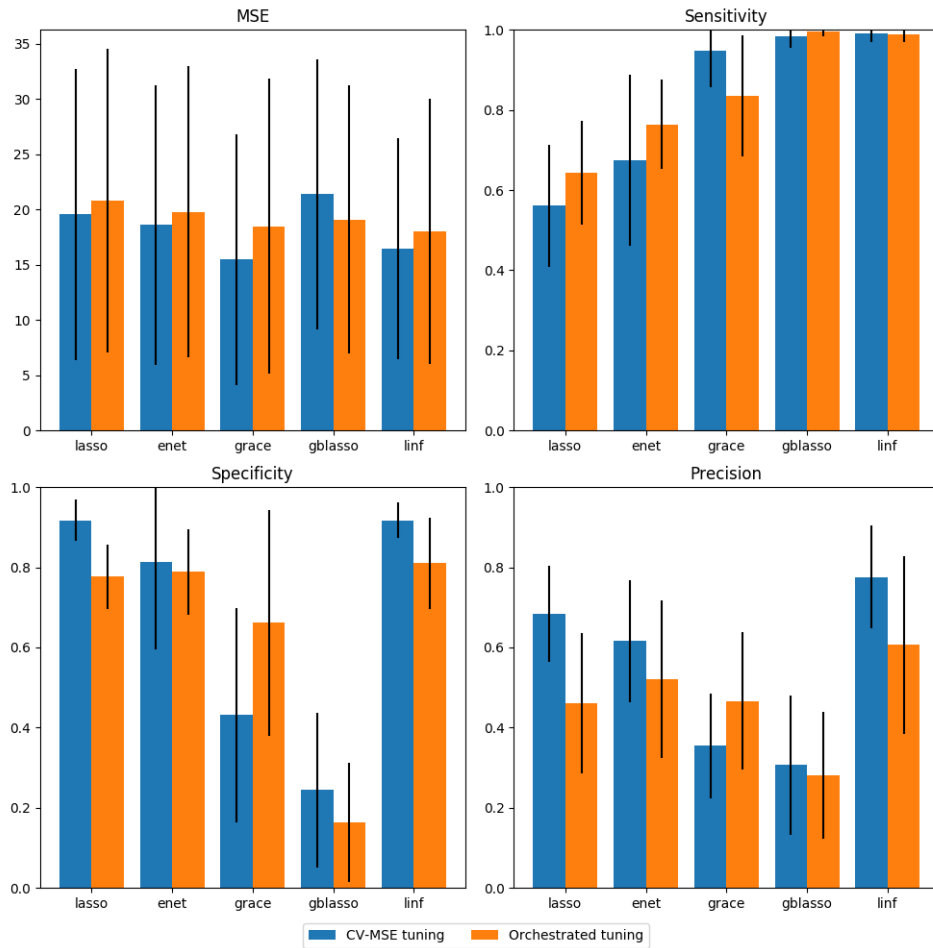 MSE
35
30
25
20
15
10
5
0
lasso enet grace gblasso linf
Sensitivity
1.0
0.8
0.6
0.4
0.2
0.0
lasso enet grace gblasso linf
Specificity
1.0
0.8
0.6
0.4
0.2
0.0
lasso enet grace gblasso linf
Precision
1.0
0.8
0.6
0.4
0.2
0.0
lasso enet grace gblasso linf
CV-MSE tuning Orchestrated tuning